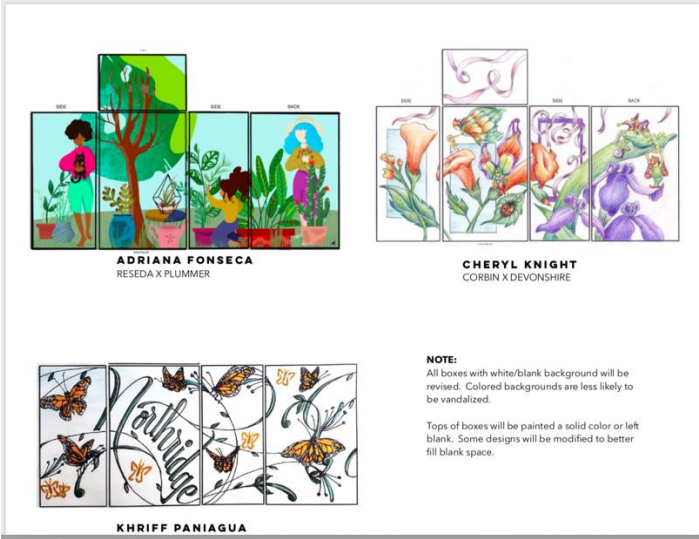 SIDE
SIDE
BACK
ADRIANA FONSECA
RESEDA X PLUMMER
SIDE
SIDE
BACK
CHERYL KNIGHT
CORBIN X DEVONSHIRE
Northridge
KHRIFF PANIAGUA
NOTE:
All boxes with white/blank background will be
revised. Colored backgrounds are less likely to
be vandalized.
Tops of boxes will be painted a solid color or left
blank. Some designs will be modified to better
fill blank space.